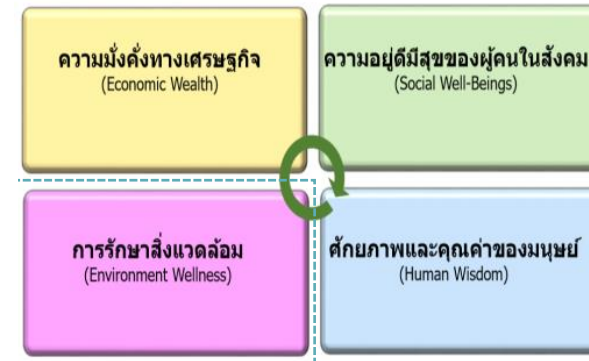 ความมั่งคั่งทางเศรษฐกิจ
(Economic Wealth)
ความอยู่ดีมีสุขของผู้คนในสังคม
(Social Well-Beings)
การรักษาสิ่งแวดล้อม
(Environment Wellness)
ศักยภาพและคุณค่าของมนุษย์
(Human Wisdom)